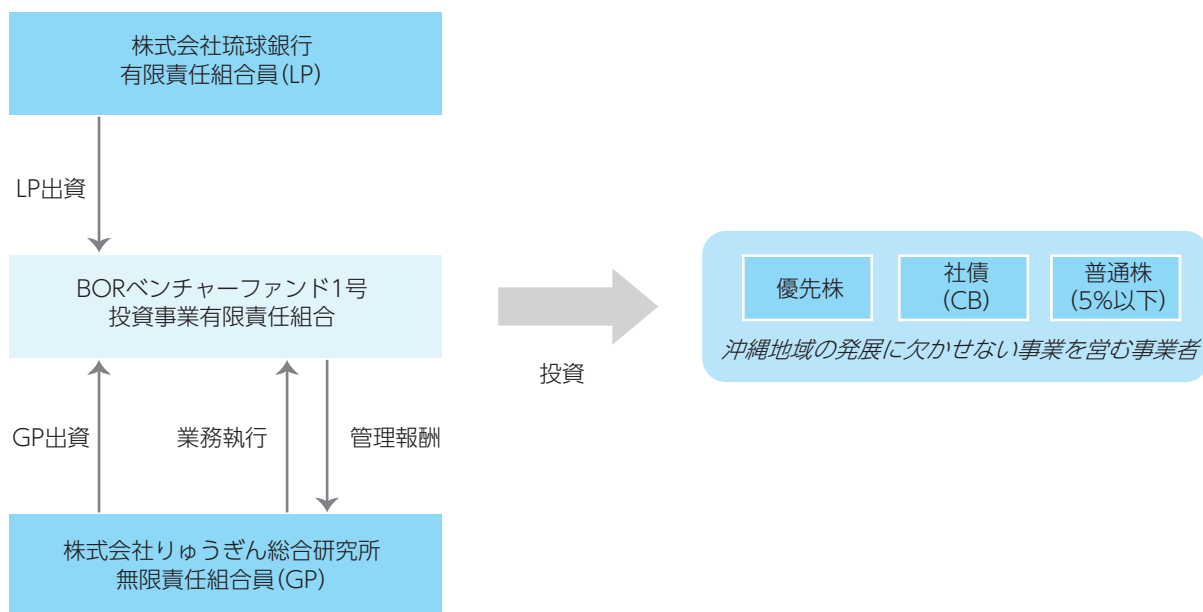 株式会社琉球銀行
有限責任組合員(LP)
LP出資
BORベンチャーファンド1号
投資事業有限責任組合
投資
優先株
社債
(CB)
普通株
(5%以下)
沖縄地域の発展に欠かせない事業を営む事業者
GP出資
業務執行
管理報酬
株式会社りゅうぎん総合研究所
無限責任組合員(GP)